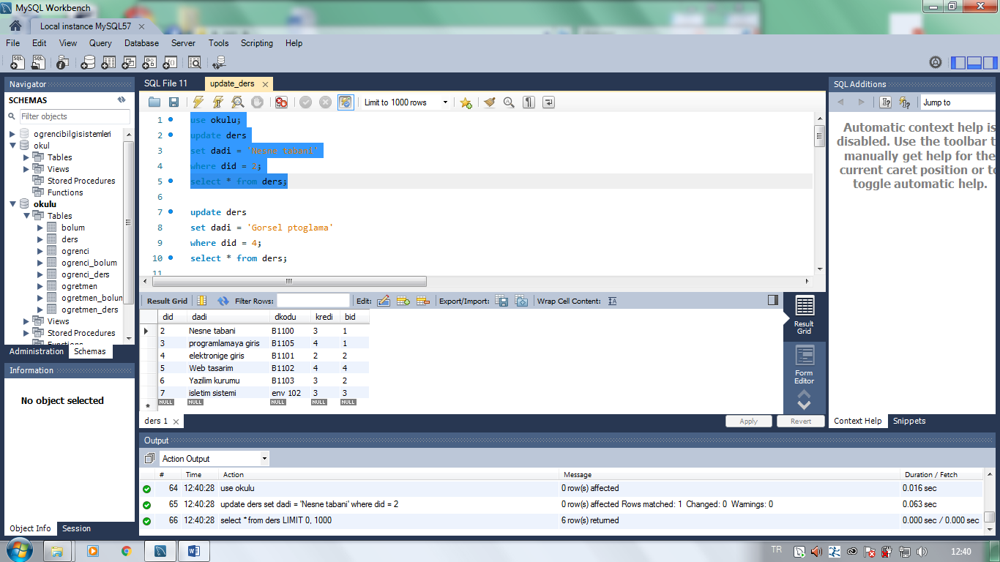 MySQL Workbench
Local instance MySQL57
File Edit View Query Database Server Tools Scripting Help
Navigator
SCHEMAS
Filter objects
ogrencibilgisistemleri
okul
Tables
Views
Stored Procedures
Functions
okulu
Tables
bolum
ders
ogrenci
ogrenci_bolum
ogrenci_ders
ogretmen
ogretmen_bolun
ogretmen_ders
Views
Stored Procedures
Functions
Administration Schemas
Information
No object selected
Object Info Session
SQL File 11 update_ders
Limit to 1000 rows
1 use okulu;
2 update ders
3 set dadi = 'Nesne tabani'
4 where did = 2;
5 select * from ders;
6
7 update ders
8 set dadi = 'Gorsel ptoglama'
9 where did = 4;
10 select * from ders;
11
Result Grid Filter Rows: Edit: Export/Import: Wrap Cell Content:
did dadi dkodu kredi bid
2 Nesne tabani B1100 3 1
3 programlamaya giris B1105 4 1
4 elektronige giris B1101 2 2
5 Web tasarim B1102 4 4
6 Yazilim kurumu B1103 3 2
7 isletim sistemi env 102 3 3
NULL NULL NULL NULL NULL
Result
Grid
Form
Editor
ders 1 Apply Revert
SQL Additions
Jump to
Automatic context help is
disabled. Use the toolbar t
manually get help for the
current caret position or to
toggle automatic help.
Context Help Snippets
Output
Action Output
# Time Action Message Duration / Fetch
64 12:40:28 use okulu 0 row(s) affected 0.016 sec
65 12:40:28 update ders set dadi = 'Nesne tabani' where did = 2 0 row(s) affected Rows matched: 1 Changed: 0 Warnings: 0 0.063 sec
66 12:40:28 select * from ders LIMIT 0, 1000 6 row(s) returned 0.000 sec / 0.000 sec
TR 12:40